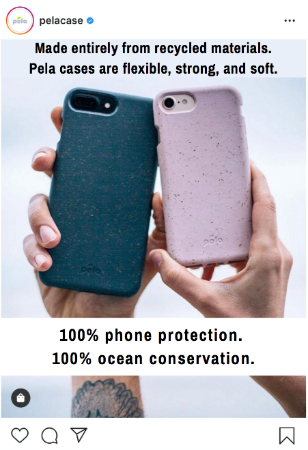 pela
pelacase
Made entirely from recycled materials.
Pela cases are flexible, strong, and soft.
pela
pela
100% phone protection.
100% ocean conservation.